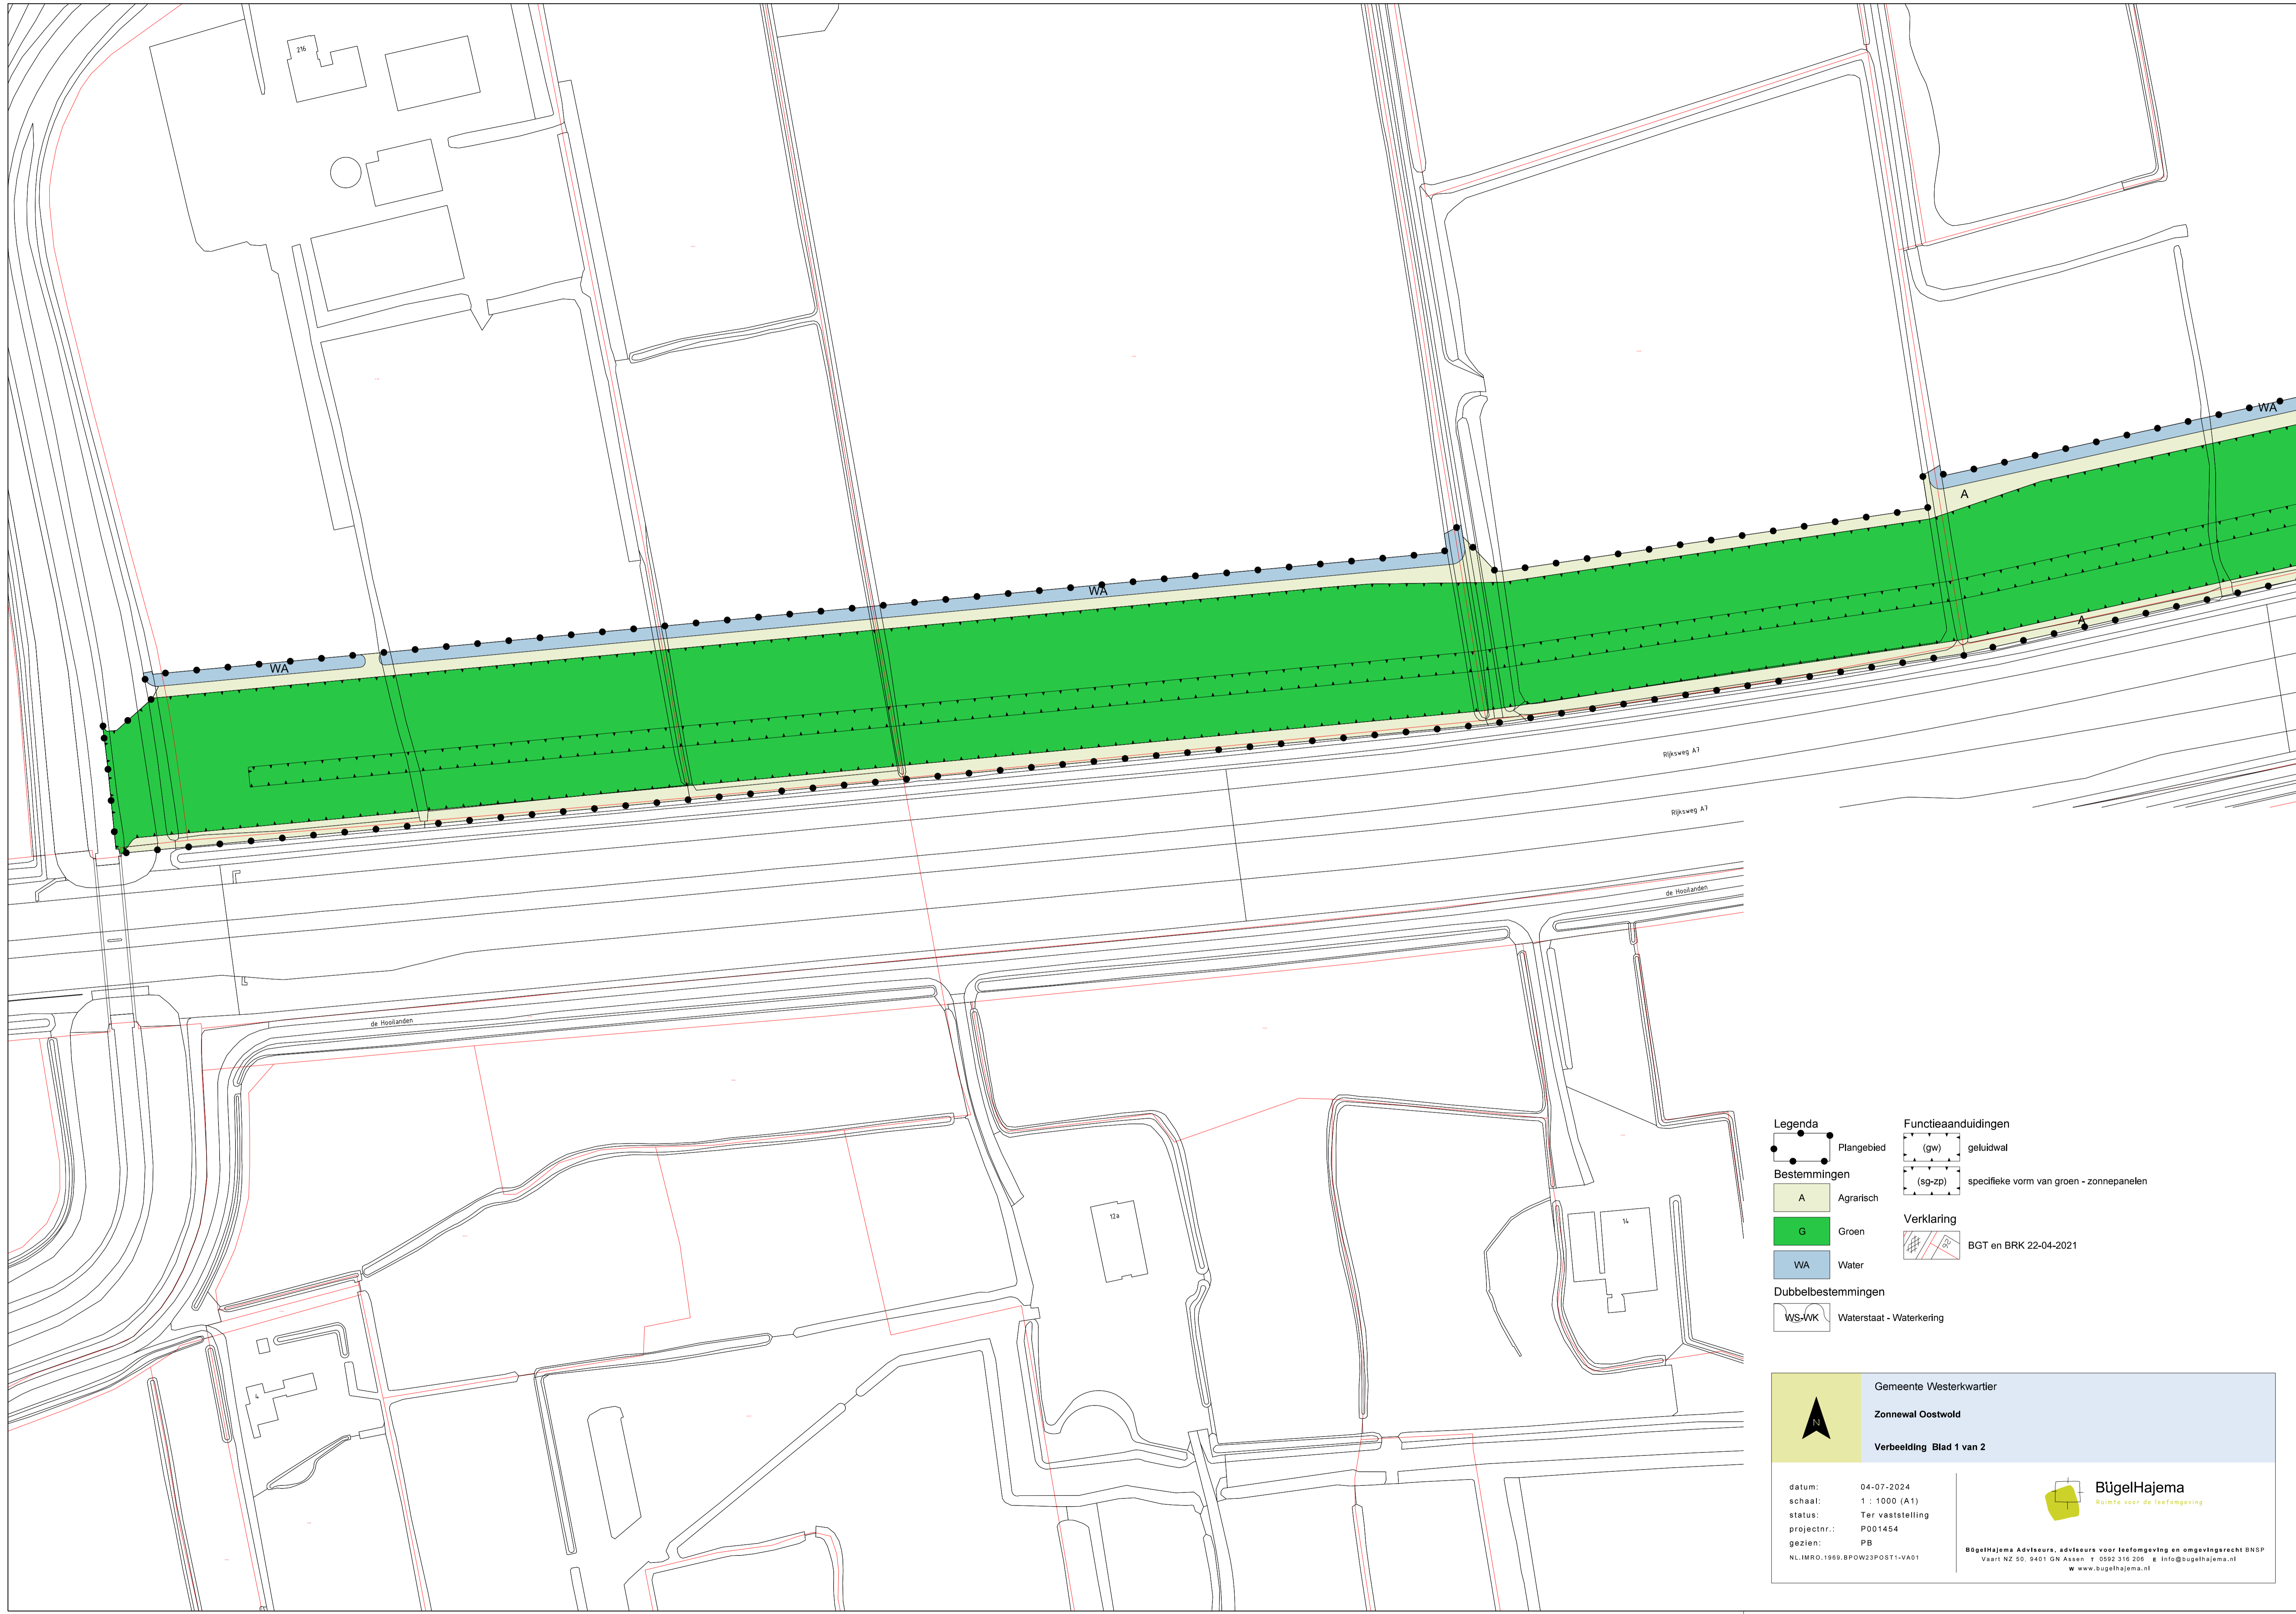 216
WA
A
WA
WA
A
Rijksweg A7
Rijksweg A7
de Hooilanden
de Hooilanden
12a
14
4
Legenda
Plangebied
Bestemmingen
A Agrarisch
G Groen
WA Water
Dubbelbestemmingen
WS-WK Waterstaat - Waterkering
Functieaanduidingen
(gw) geluidwal
(sg-zp) specifieke vorm van groen - zonnepanelen
Verklaring
BGT en BRK 22-04-2021
N
Gemeente Westerkwartier
Zonnewal Oostwold
Verbeelding Blad 1 van 2
datum: 04-07-2024
schaal: 1 : 1000 (A1)
status: Ter vaststelling
projectnr.: P001454
gezien: PB
NL.IMRO.1969.BPOW23POST1-VA01
BügelHajema
Ruimte voor de leefomgeving
BügelHajema Adviseurs, adviseurs voor leefomgeving en omgevingsrecht BNSP
Vaart NZ 50, 9401 GN Assen T 0592 316 206 E info@bugelhajema.nl
W www.bugelhajema.nl